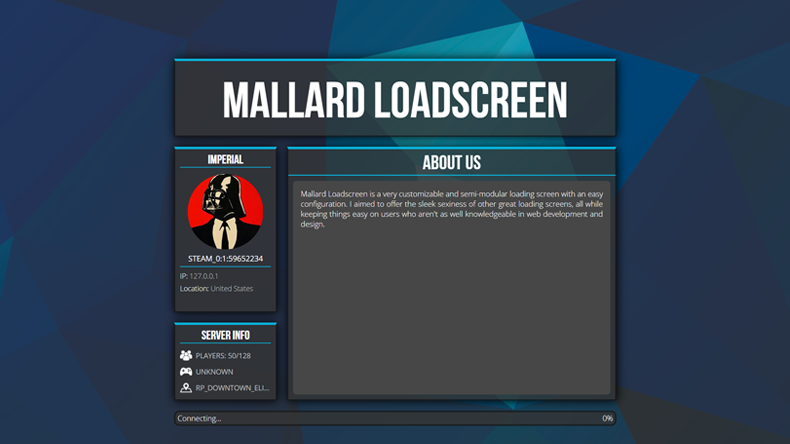 MALLARD LOADSCREEN
IMPERIAL
STEAM_0:1:59652234
IP: 127.0.0.1
Location: United States
SERVER INFO
PLAYERS: 50/128
UNKNOWN
RP_DOWNTOWN_ELI...
ABOUT US
Mallard Loadscreen is a very customizable and semi-modular loading screen with an easy
configuration. I aimed to offer the sleek sexiness of other great loading screens, all while
keeping things easy on users who aren't as well knowledgeable in web development and
design.
Connecting... 0%